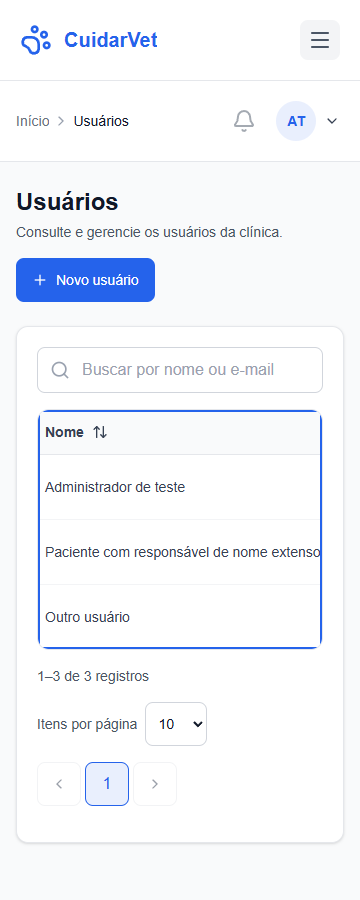 CuidarVet
Início > Usuários
AT
Usuários
Consulte e gerencie os usuários da clínica.
+ Novo usuário
Buscar por nome ou e-mail
Nome
Administrador de teste
Paciente com responsável de nome extenso
Outro usuário
1–3 de 3 registros
Itens por página 10
< 1 >